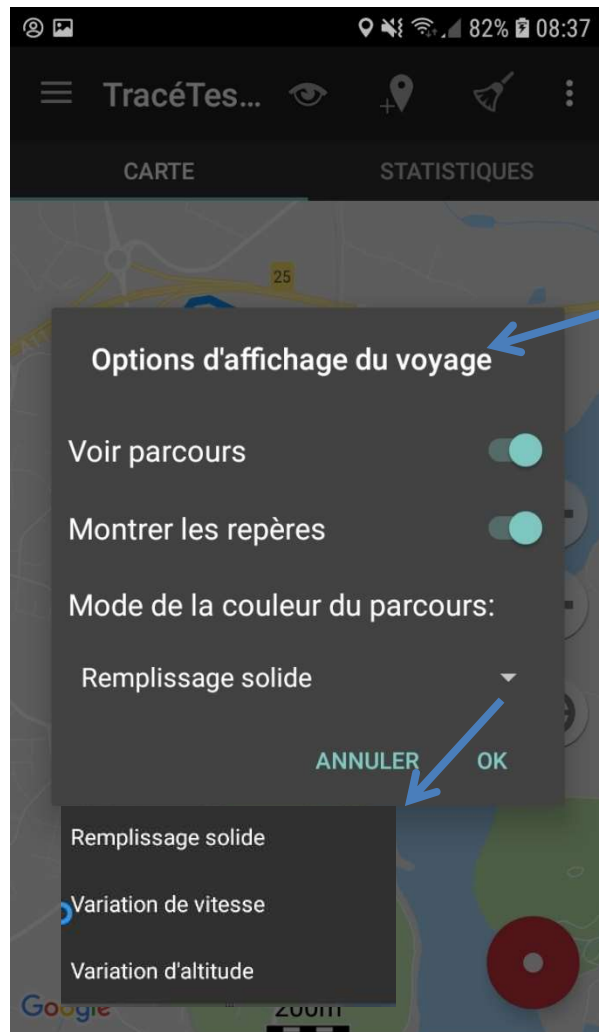 82% 08:37
TracéTes...
CARTE STATISTIQUES
25
Options d'affichage du voyage
Voir parcours
Montrer les repères
Mode de la couleur du parcours:
Remplissage solide
ANNULER OK
Remplissage solide
Variation de vitesse
Variation d'altitude
Google
200m